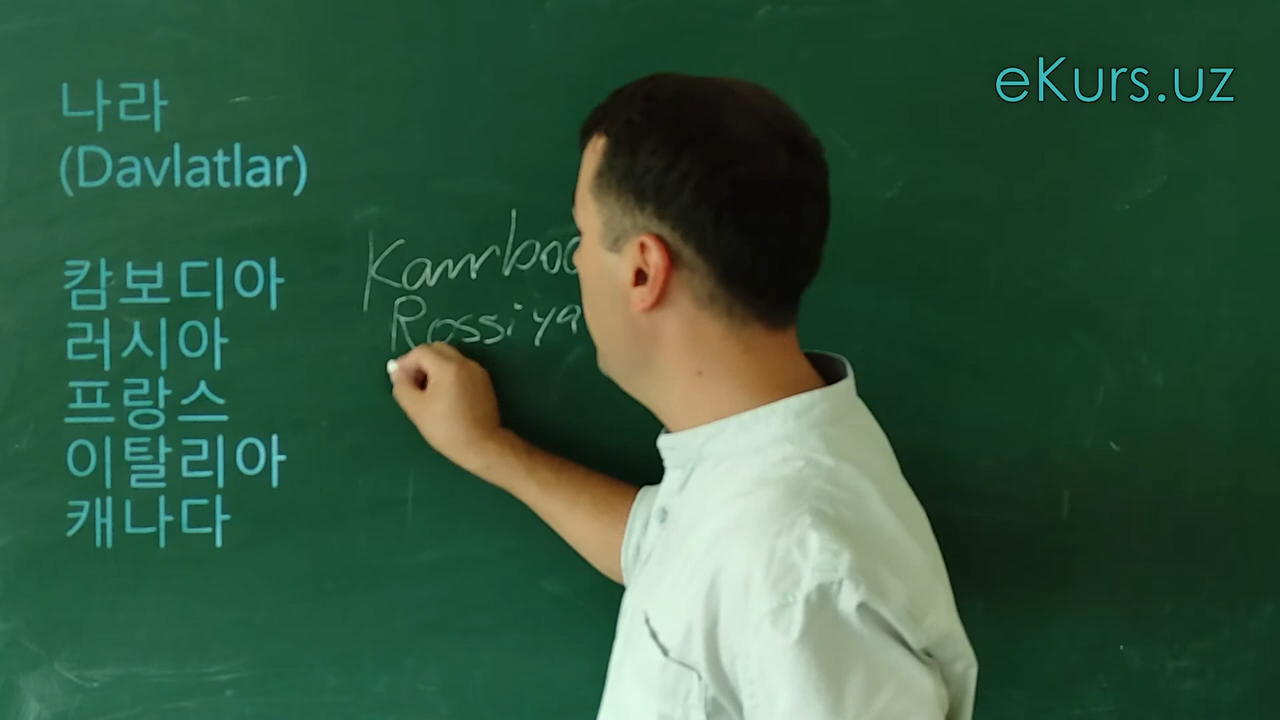 eKurs.uz
나라
(Davlatlar)
캄보디아
러시아
프랑스
이탈리아
캐나다
Rossiya